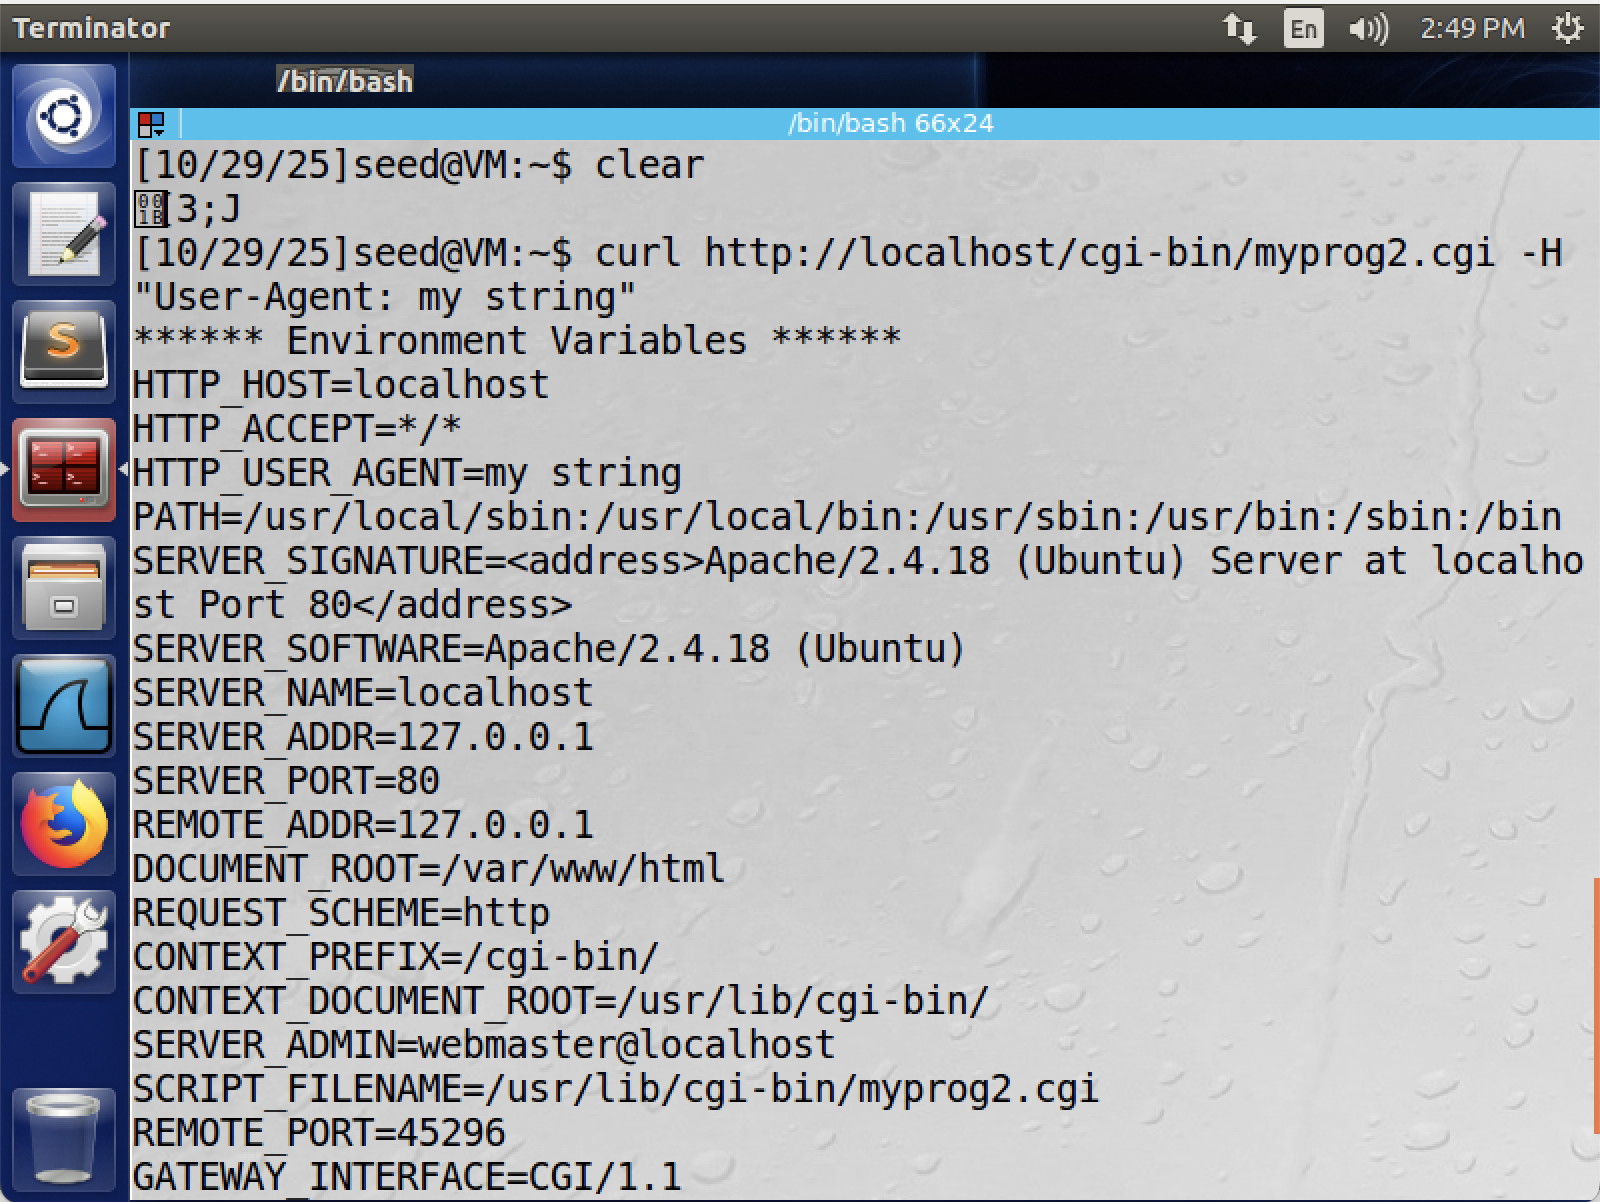 Terminator
En
2:49 PM
/bin/bash
/bin/bash 66x24
[10/29/25]seed@VM:~$ clear
001B[3;J
[10/29/25]seed@VM:~$ curl http://localhost/cgi-bin/myprog2.cgi -H
"User-Agent: my string"
****** Environment Variables ******
HTTP_HOST=localhost
HTTP_ACCEPT=*/*
HTTP_USER_AGENT=my string
PATH=/usr/local/sbin:/usr/local/bin:/usr/sbin:/usr/bin:/sbin:/bin
SERVER_SIGNATURE=<address>Apache/2.4.18 (Ubuntu) Server at localho
st Port 80</address>
SERVER_SOFTWARE=Apache/2.4.18 (Ubuntu)
SERVER_NAME=localhost
SERVER_ADDR=127.0.0.1
SERVER_PORT=80
REMOTE_ADDR=127.0.0.1
DOCUMENT_ROOT=/var/www/html
REQUEST_SCHEME=http
CONTEXT_PREFIX=/cgi-bin/
CONTEXT_DOCUMENT_ROOT=/usr/lib/cgi-bin/
SERVER_ADMIN=webmaster@localhost
SCRIPT_FILENAME=/usr/lib/cgi-bin/myprog2.cgi
REMOTE_PORT=45296
GATEWAY_INTERFACE=CGI/1.1